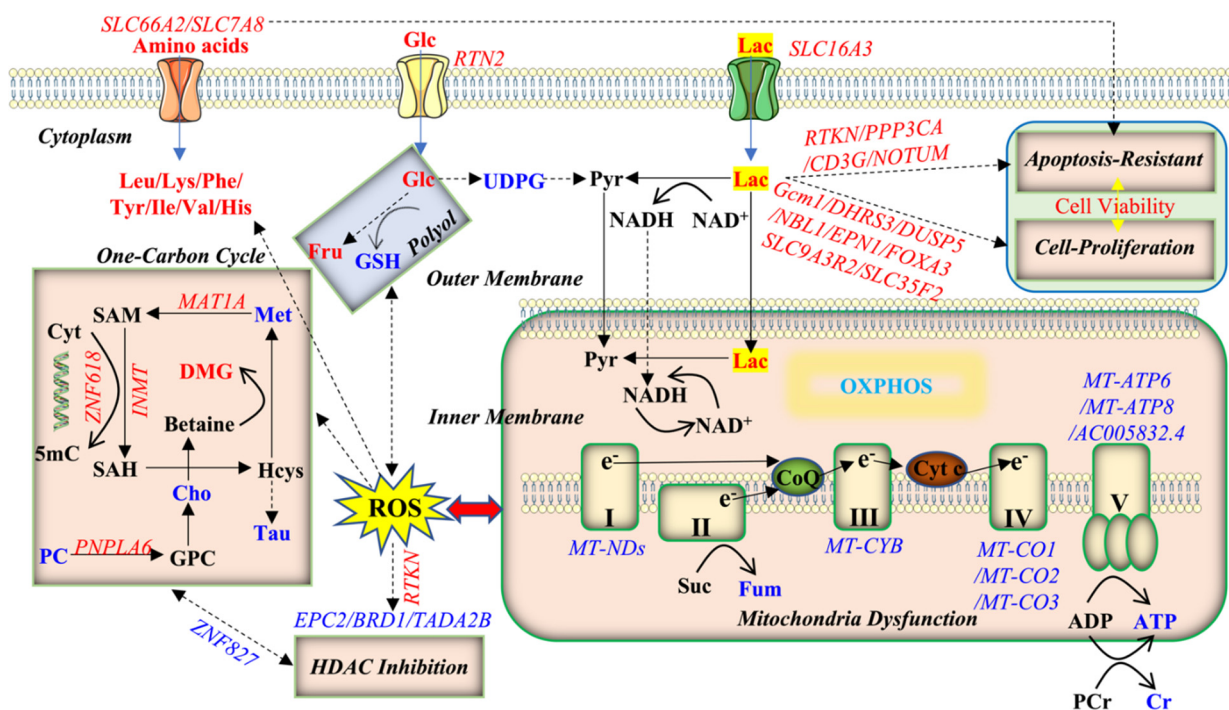 SLC66A2/SLC7A8
Amino acids
Glc
RTN2
Lac
SLC16A3
Cytoplasm
Leu/Lys/Phe/
Tyr/Ile/Val/His
Glc
Fru
GSH
Polyol
UDPG
Pyr
Lac
NADH
NAD+
RTKN/PPP3CA
/CD3G/NOTUM
Gcm1/DHRS3/DUSP5
/NBL1/EPN1/FOXA3
SLC9A3R2/SLC35F2
Apoptosis-Resistant
Cell Viability
Cell-Proliferation
One-Carbon Cycle
Outer Membrane
SAM
MAT1A
Met
Cyt
ZNF618
INMT
DMG
Betaine
5mC
SAH
Hcys
Cho
Tau
PC
PNPLA6
GPC
Inner Membrane
Pyr
Lac
NADH
NAD+
OXPHOS
MT-ATP6
/MT-ATP8
/AC005832.4
ROS
e-
I
MT-NDs
e-
II
CoQ
e-
III
MT-CYB
Cyt c
e-
IV
MT-CO1
/MT-CO2
/MT-CO3
V
Suc
Fum
Mitochondria Dysfunction
ADP
ATP
PCr
Cr
RTKN
EPC2/BRD1/TADA2B
ZNF827
HDAC Inhibition